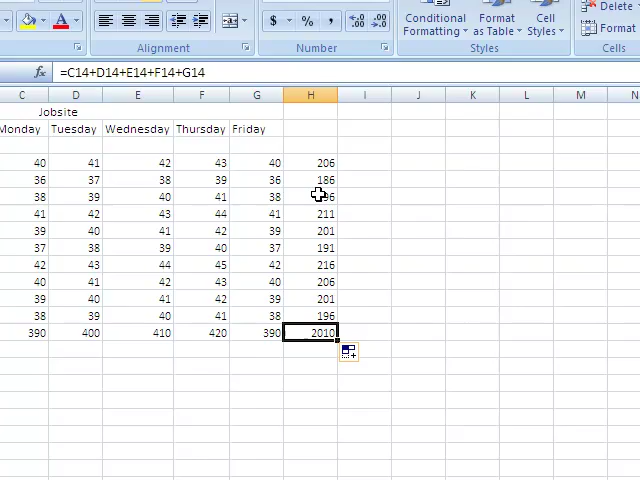 Conditional Format Cell Delete
Formatting as Table Styles Format
Alignment Number Styles Cells
$ % ,
A
fx =C14+D14+E14+F14+G14
C D E F G H I J K L M N
Jobsite
Monday Tuesday Wednesday Thursday Friday
40 41 42 43 40 206
36 37 38 39 36 186
38 39 40 41 38 96
41 42 43 44 41 211
39 40 41 42 39 201
37 38 39 40 37 191
42 43 44 45 42 216
40 41 42 43 40 206
39 40 41 42 39 201
38 39 40 41 38 196
390 400 410 420 390 2010